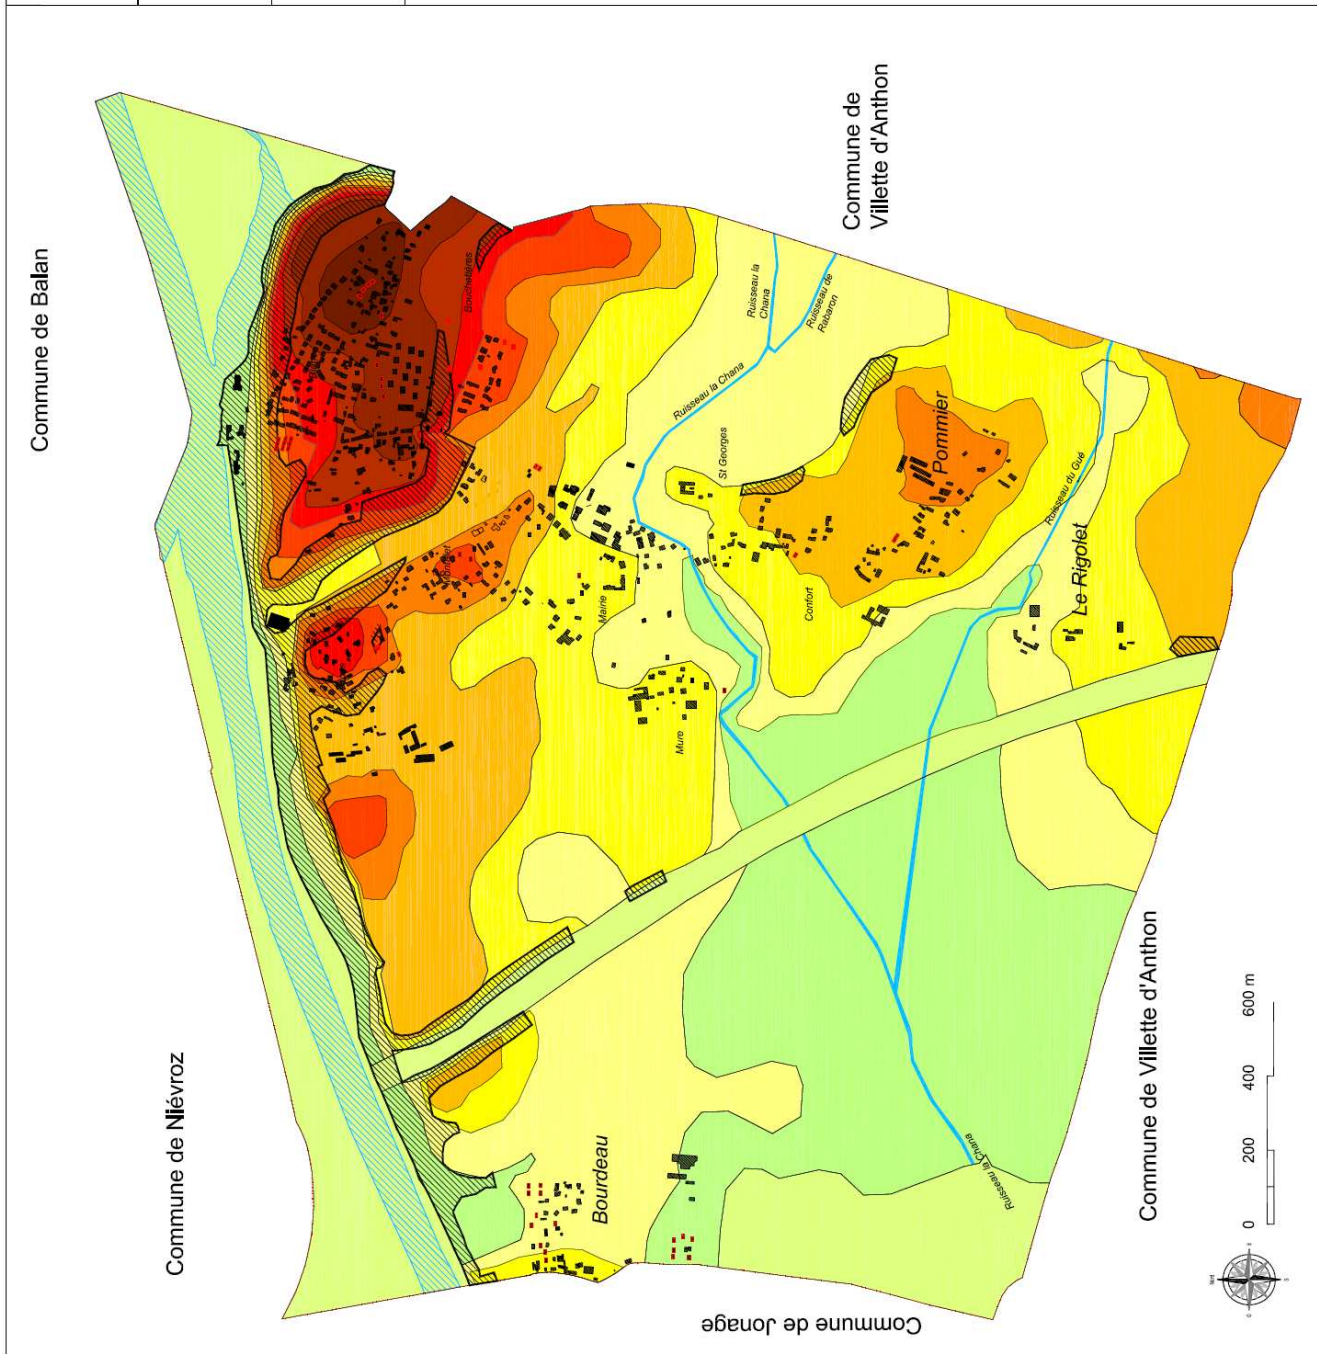 Commune de Balan
Commune de
Villette d'Anthon
Bouchetières
Ruisseau la
Chana
Ruisseau de
Rabaron
Ruisseau la Chana
St Georges
Pommier
Ruisseau du Gué
Le Rigolet
Confort
Mairie
Mure
Commune de Niévroz
Bourdeau
Ruisseau la Chana
Commune de Villette d'Anthon
Commune de Jonage
0 200 400 600 m